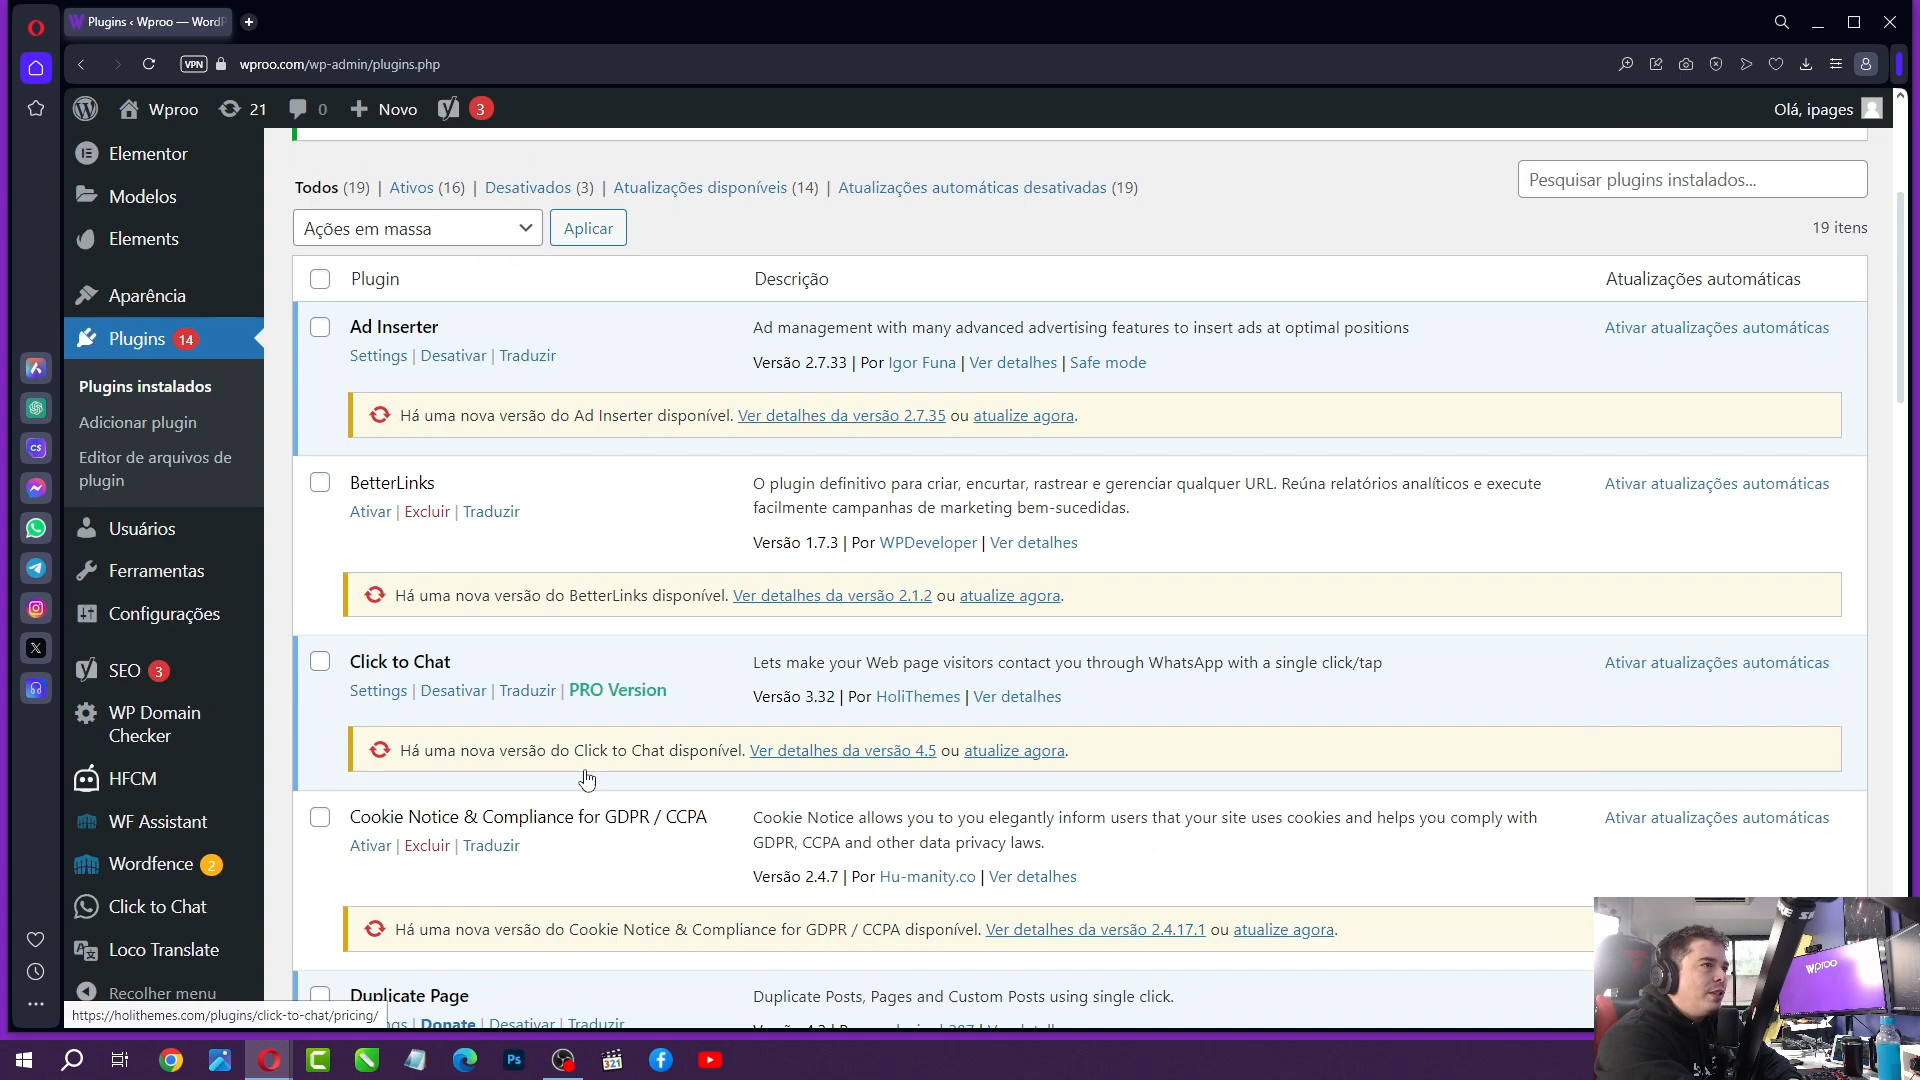 Plugins ‹ Wproo — WordP
VPN
wproo.com/wp-admin/plugins.php
Wproo
21
0
Novo
3
Olá, ipages
Elementor
Modelos
Elements
Aparência
Plugins 14
Plugins instalados
Adicionar plugin
Editor de arquivos de
plugin
Usuários
Ferramentas
Configurações
SEO 3
WP Domain
Checker
HFCM
WF Assistant
Wordfence 2
Click to Chat
Loco Translate
Recolher menu
Todos (19) | Ativos (16) | Desativados (3) | Atualizações disponíveis (14) | Atualizações automáticas desativadas (19)
Pesquisar plugins instalados...
Ações em massa
Aplicar
19 itens
Plugin
Descrição
Atualizações automáticas
Ad Inserter
Settings | Desativar | Traduzir
Ad management with many advanced advertising features to insert ads at optimal positions
Versão 2.7.33 | Por Igor Funa | Ver detalhes | Safe mode
Ativar atualizações automáticas
Há uma nova versão do Ad Inserter disponível. Ver detalhes da versão 2.7.35 ou atualize agora.
BetterLinks
Ativar | Excluir | Traduzir
O plugin definitivo para criar, encurtar, rastrear e gerenciar qualquer URL. Reúna relatórios analíticos e execute
facilmente campanhas de marketing bem-sucedidas.
Versão 1.7.3 | Por WPDeveloper | Ver detalhes
Ativar atualizações automáticas
Há uma nova versão do BetterLinks disponível. Ver detalhes da versão 2.1.2 ou atualize agora.
Click to Chat
Settings | Desativar | Traduzir | PRO Version
Lets make your Web page visitors contact you through WhatsApp with a single click/tap
Versão 3.32 | Por HoliThemes | Ver detalhes
Ativar atualizações automáticas
Há uma nova versão do Click to Chat disponível. Ver detalhes da versão 4.5 ou atualize agora.
Cookie Notice & Compliance for GDPR / CCPA
Ativar | Excluir | Traduzir
Cookie Notice allows you to you elegantly inform users that your site uses cookies and helps you comply with
GDPR, CCPA and other data privacy laws.
Versão 2.4.7 | Por Hu-manity.co | Ver detalhes
Ativar atualizações automáticas
Há uma nova versão do Cookie Notice & Compliance for GDPR / CCPA disponível. Ver detalhes da versão 2.4.17.1 ou atualize agora.
Duplicate Page
Donate | Desativar | Traduzir
Duplicate Posts, Pages and Custom Posts using single click.
https://holithemes.com/plugins/click-to-chat/pricing/
CS
Ps
321
wproo